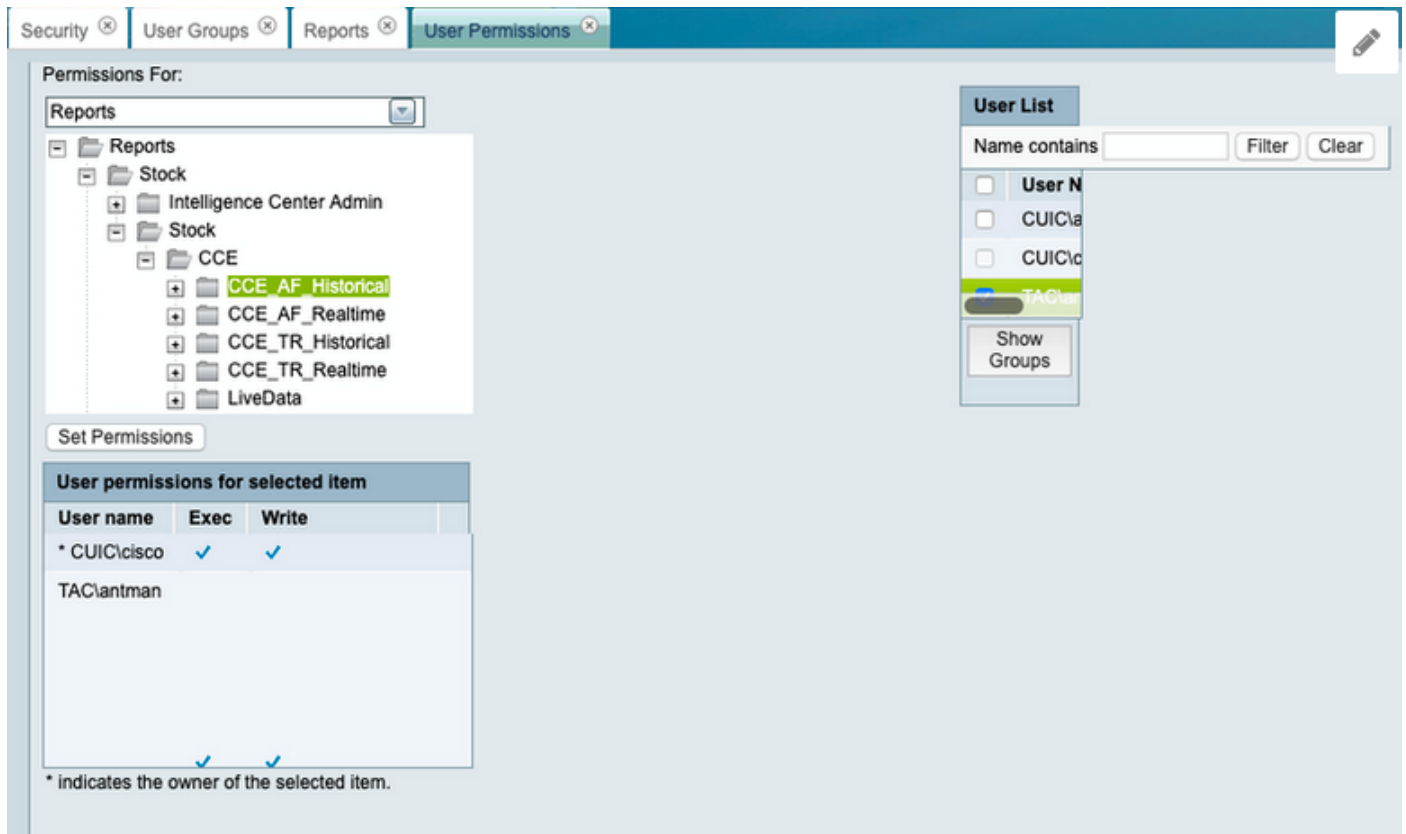 Security User Groups Reports User Permissions
Permissions For:
Reports
Reports
Stock
Intelligence Center Admin
Stock
CCE
CCE_AF_Historical
CCE_AF_Realtime
CCE_TR_Historical
CCE_TR_Realtime
LiveData
Set Permissions
User permissions for selected item
User name Exec Write
* CUIC\cisco
TAC\antman
* indicates the owner of the selected item.
User List
Name contains Filter Clear
User N
CUIC\a
CUIC\c
TAC\an
Show
Groups